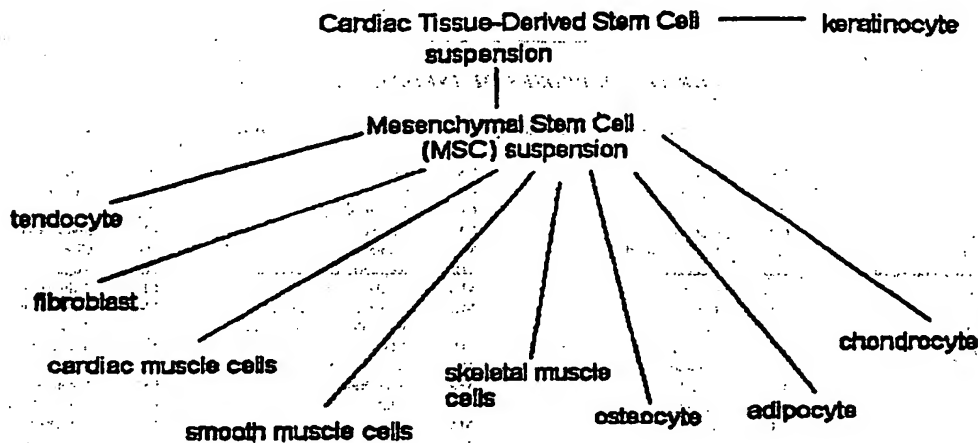 Cardiac Tissue-Derived Stem Cell
suspension
keratinocyte
Mesenchymal Stem Cell
(MSC) suspension
tendocyte
fibroblast
cardiac muscle cells
smooth muscle cells
skeletal muscle
cells
osteocyte
adipocyte
chondrocyte